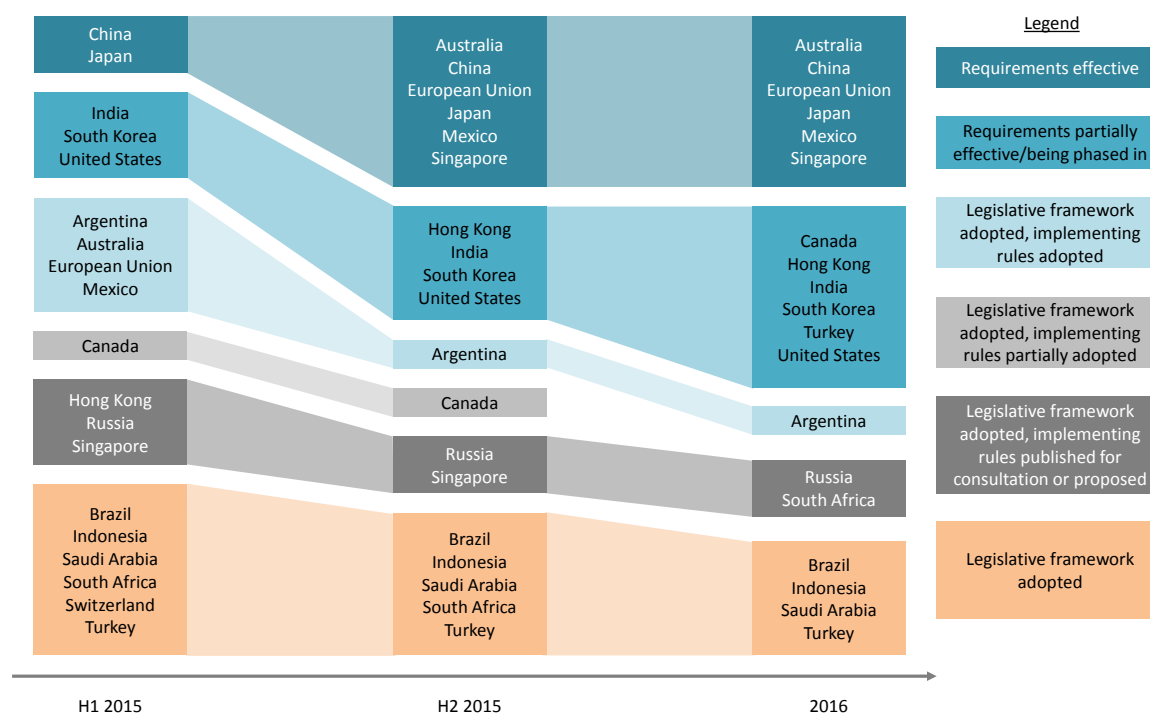 China
Japan
India
South Korea
United States
Argentina
Australia
European Union
Mexico
Canada
Hong Kong
Russia
Singapore
Brazil
Indonesia
Saudi Arabia
South Africa
Switzerland
Turkey
H1 2015
Australia
China
European Union
Japan
Mexico
Singapore
Hong Kong
India
South Korea
United States
Argentina
Canada
Russia
Singapore
Brazil
Indonesia
Saudi Arabia
South Africa
Turkey
H2 2015
Australia
China
European Union
Japan
Mexico
Singapore
Canada
Hong Kong
India
South Korea
Turkey
United States
Argentina
Russia
South Africa
Brazil
Indonesia
Saudi Arabia
Turkey
2016
Legend
Requirements effective
Requirements partially
effective/being phased in
Legislative framework
adopted, implementing
rules adopted
Legislative framework
adopted, implementing
rules partially adopted
Legislative framework
adopted, implementing
rules published for
consultation or proposed
Legislative framework
adopted